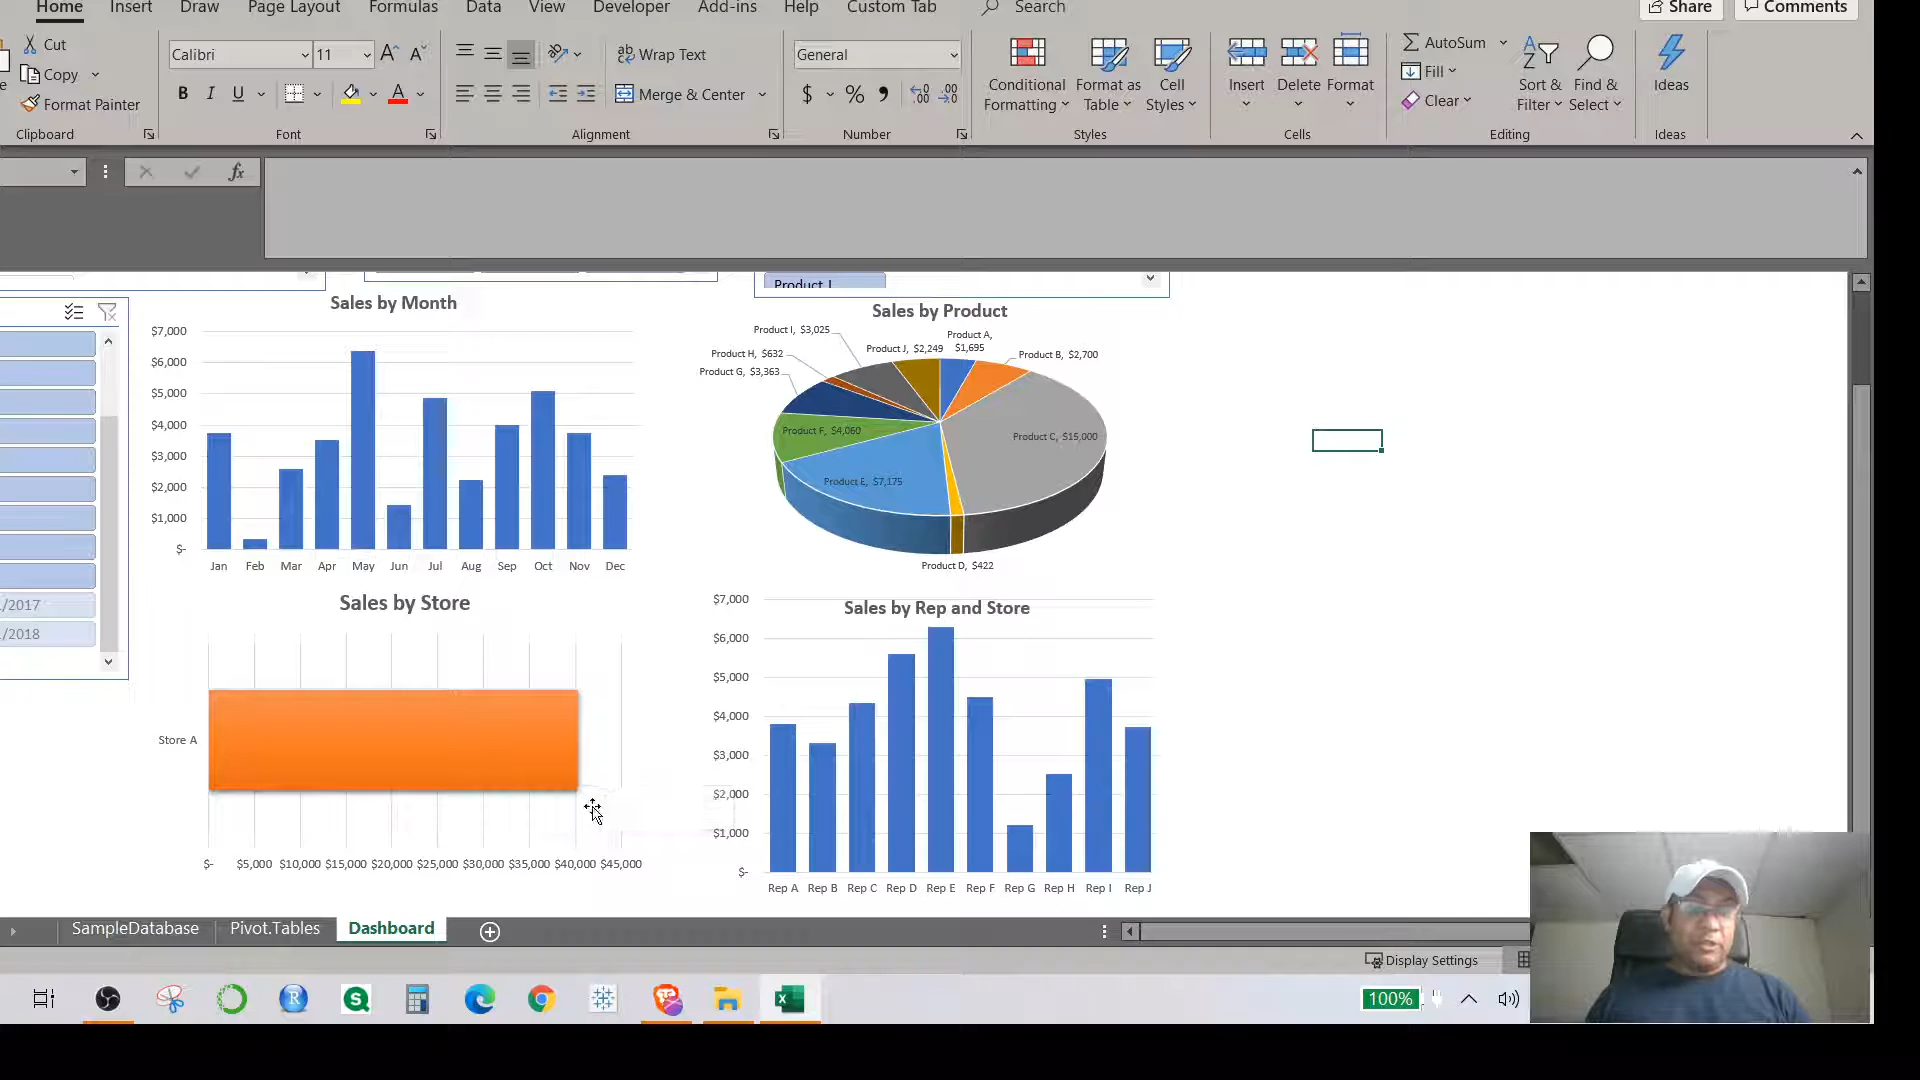 Home Insert Draw Page Layout Formulas Data View Developer Add-ins Help Custom Tab Search Share Comments
Cut
Copy
Format Painter
Clipboard
Calibri 11
B I U
Font
Wrap Text
Merge & Center
Alignment
General
$ % 9
Number
Conditional Formatting
Format as Table
Cell Styles
Styles
Insert Delete Format
Cells
AutoSum
Fill
Clear
Sort & Filter
Find & Select
Editing
Ideas
Ideas
fx
Sales by Month
$7,000
$6,000
$5,000
$4,000
$3,000
$2,000
$1,000
$-
Jan Feb Mar Apr May Jun Jul Aug Sep Oct Nov Dec
/2017
/2018
Sales by Product
Product I, $3,025
Product J, $2,249
Product A, $1,695
Product H, $632
Product B, $2,700
Product G, $3,363
Product F, $4,060
Product C, $15,000
Product E, $7,175
Product D, $422
Sales by Store
Store A
$- $5,000 $10,000 $15,000 $20,000 $25,000 $30,000 $35,000 $40,000 $45,000
Sales by Rep and Store
$7,000
$6,000
$5,000
$4,000
$3,000
$2,000
$1,000
$-
Rep A Rep B Rep C Rep D Rep E Rep F Rep G Rep H Rep I Rep J
SampleDatabase Pivot.Tables Dashboard
Display Settings
100%